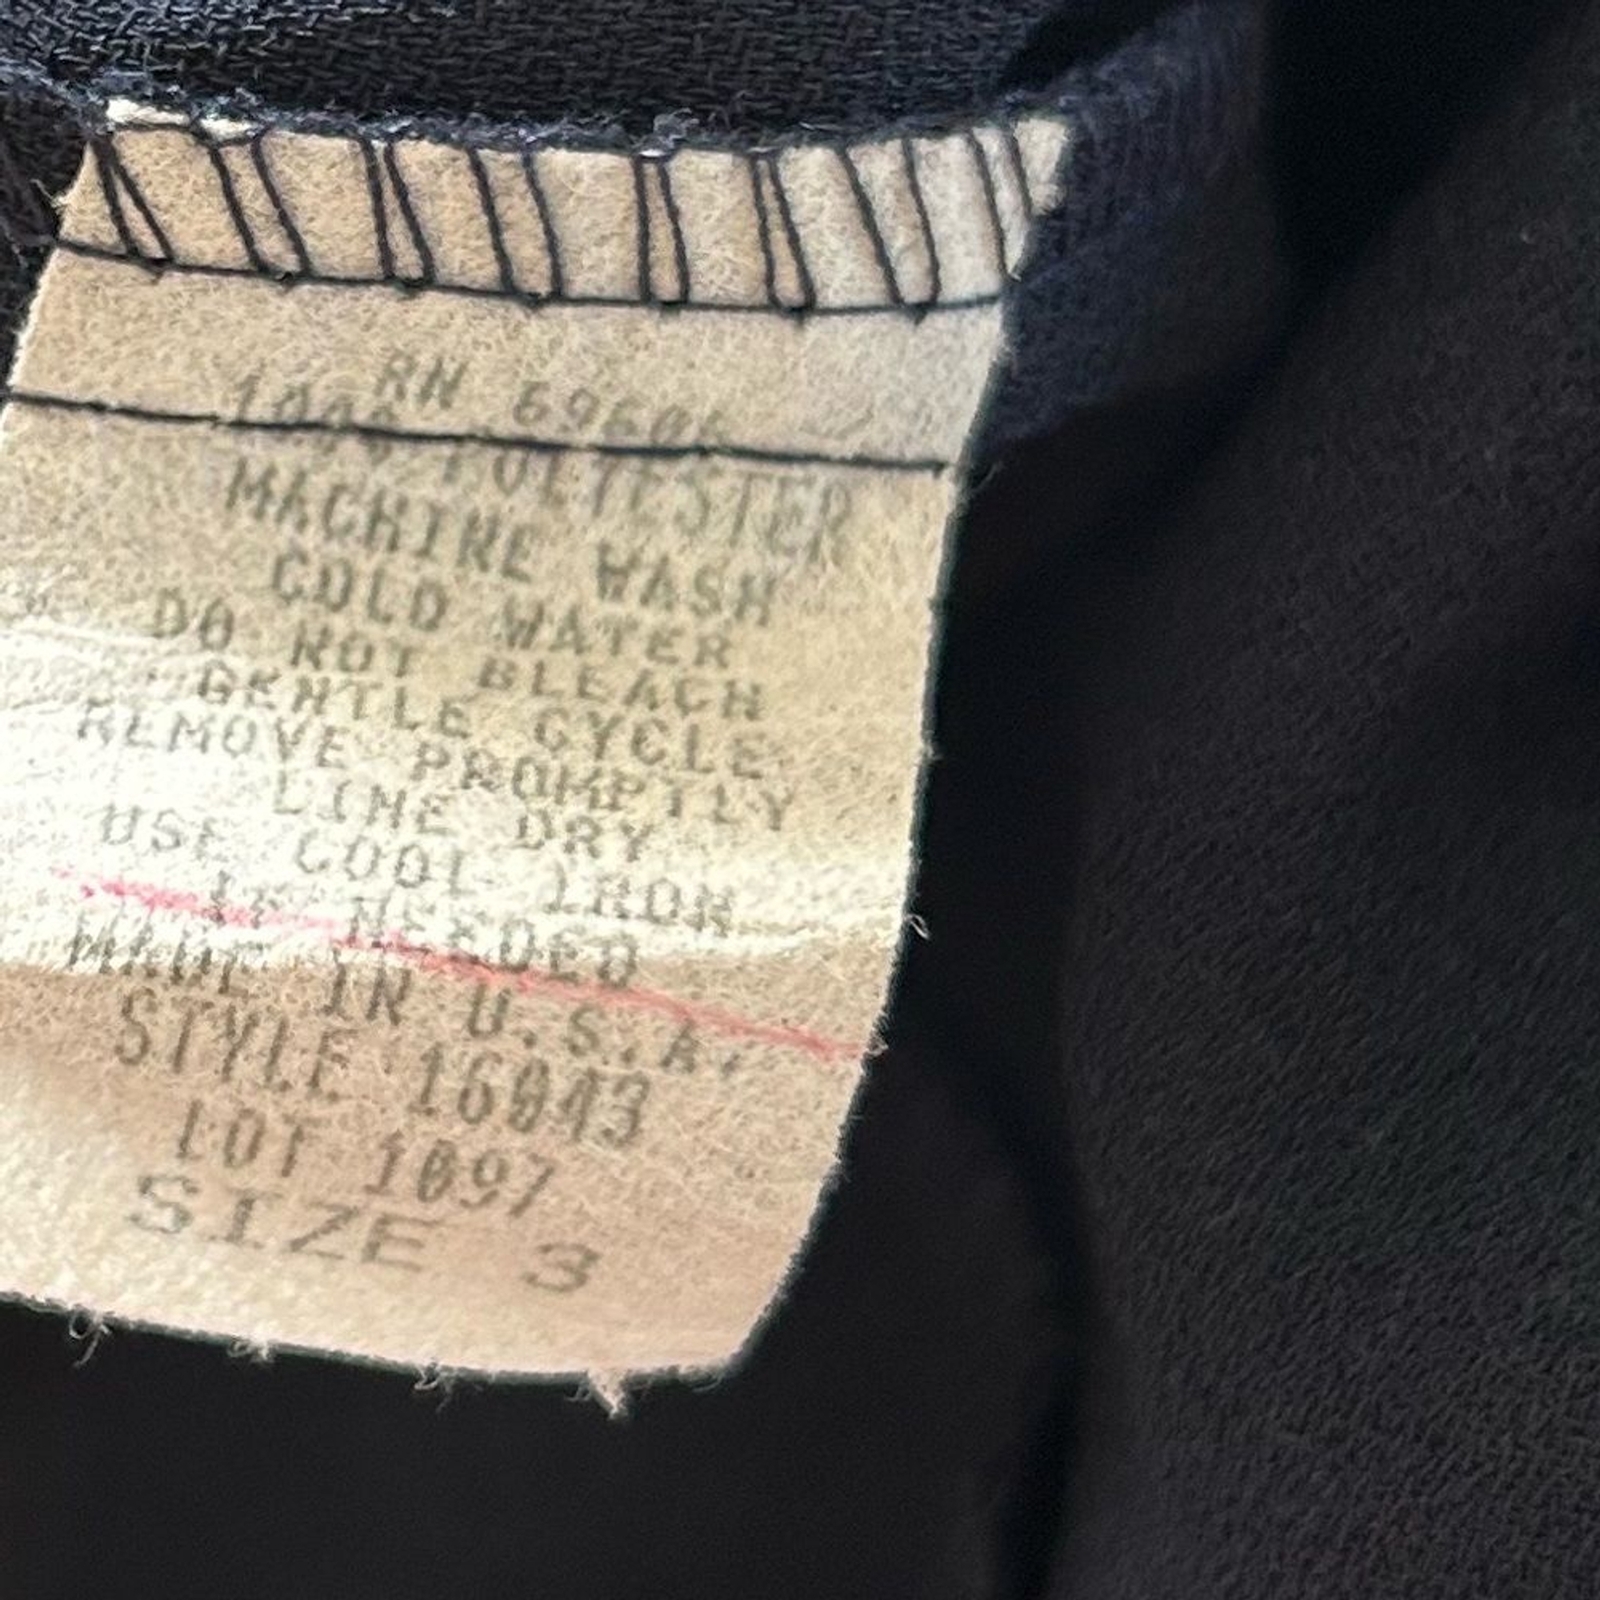 RN 69606
100% POLYESTER
MACHINE WASH
COLD WATER
DO NOT BLEACH
GENTLE CYCLE
REMOVE PROMPTLY
LINE DRY
USE COOL IRON
IF NEEDED
MADE IN U.S.A.
STYLE 16043
LOT 1097
SIZE 3